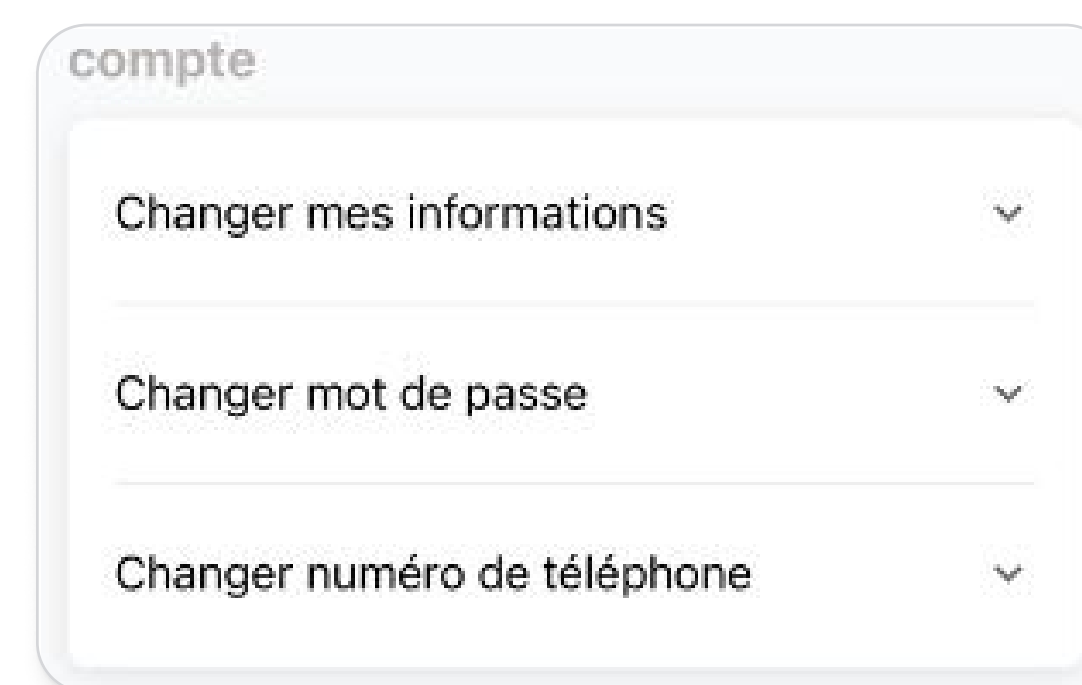 compte
Changer mes informations
Changer mot de passe
Changer numéro de téléphone